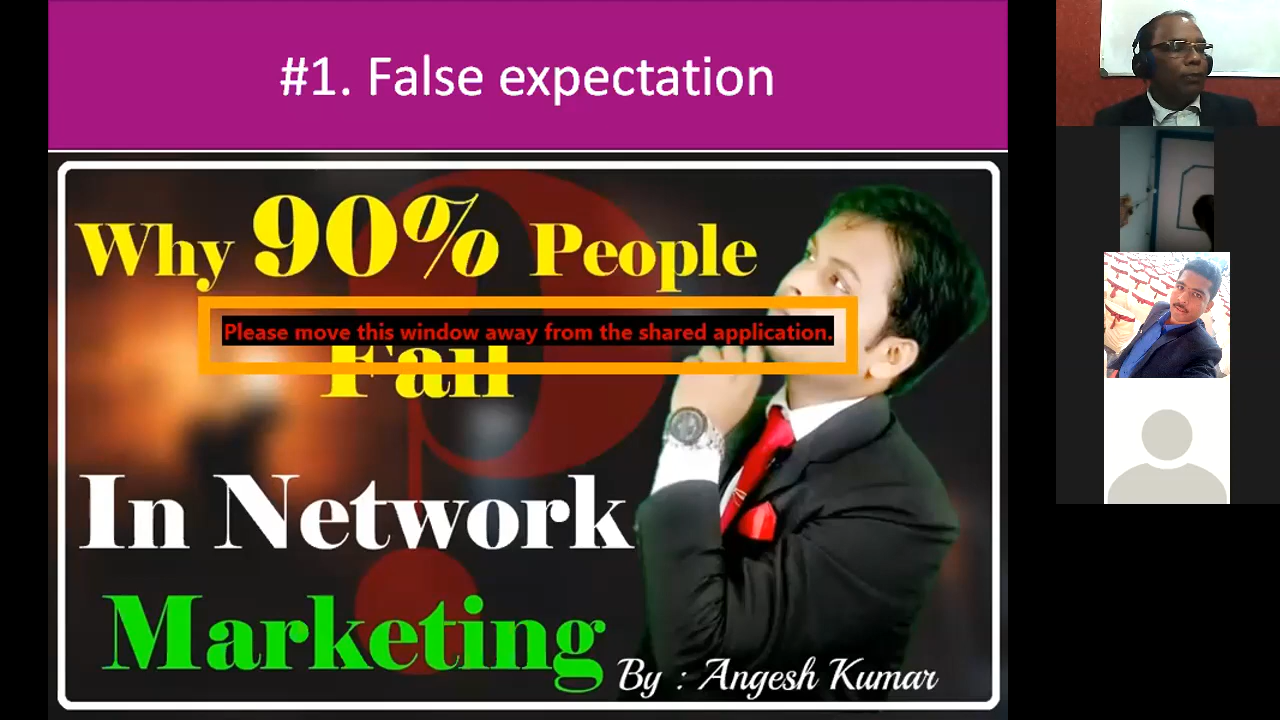 #1. False expectation
Why 90% People
Please move this window away from the shared application.
Fail
In Network
Marketing
By : Angesh Kumar